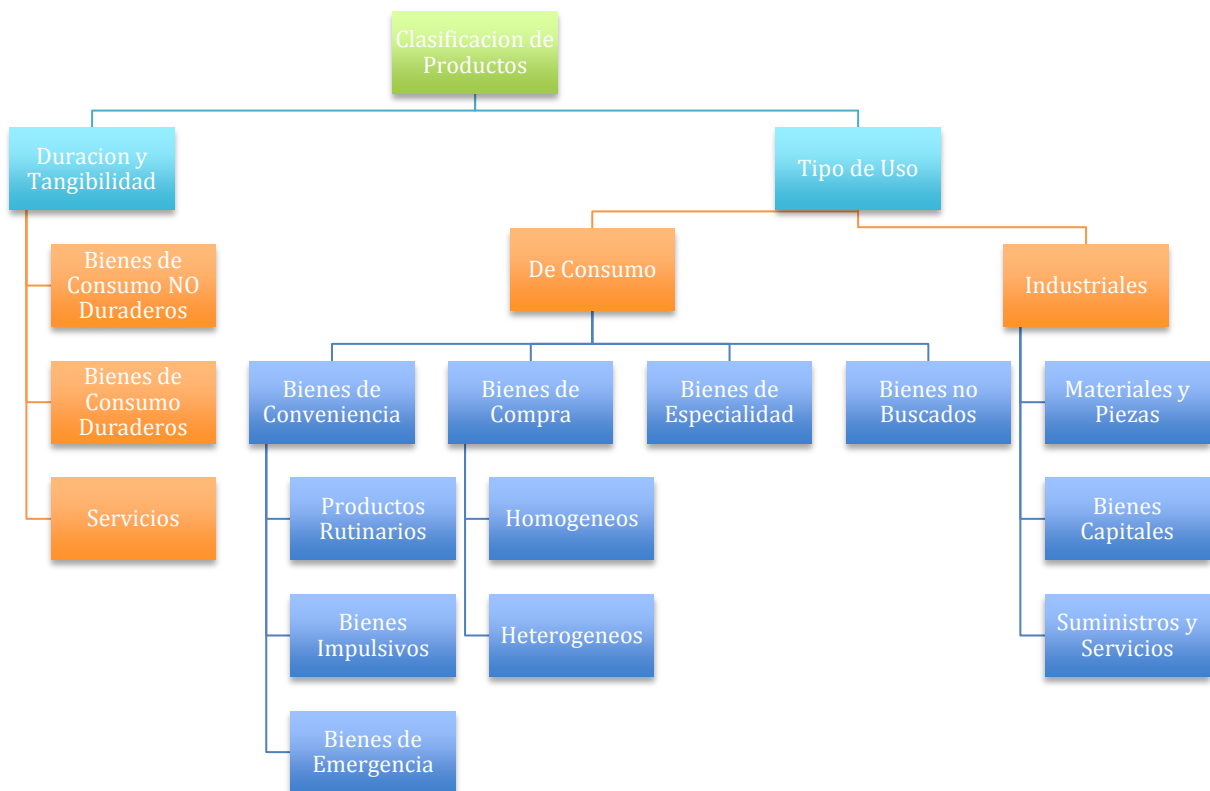 Clasificacion de
Productos
Duracion y
Tangibilidad
Tipo de Uso
Bienes de
Consumo NO
Duraderos
Bienes de
Consumo
Duraderos
Servicios
De Consumo
Industriales
Bienes de
Conveniencia
Bienes de
Compra
Bienes de
Especialidad
Bienes no
Buscados
Materiales y
Piezas
Productos
Rutinarios
Homogeneos
Bienes
Capitales
Bienes
Impulsivos
Heterogeneos
Suministros y
Servicios
Bienes de
Emergencia